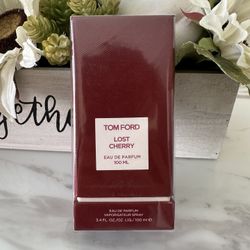 ogethe
TOM FORD
LOST
CHERRY
EAU DE PARFUM
100 ML
EAU DE PARFUM
VAPORISATEUR SPRAY
3.4 FL.OZ./OZ. LIQ./100 ml ℮